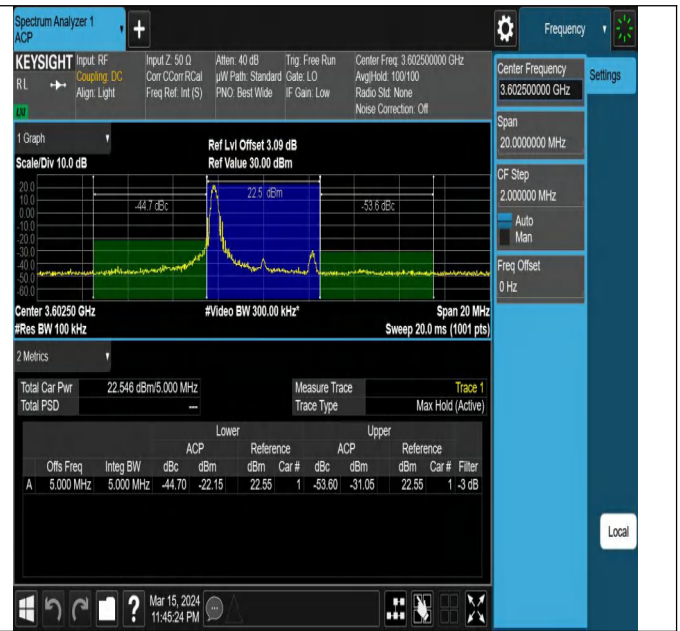 Spectrum Analyzer 1
ACP
Frequency
KEYSIGHT
Input: RF
Input Z: 50 Ω
Atten: 40 dB
Trig: Free Run
Center Freq: 3.602500000 GHz
RL
Coupling: DC
Corr CCorr RCal
µW Path: Standard
Gate: LO
Avg|Hold: 100/100
Align: Light
Freq Ref: Int (S)
PNO: Best Wide
IF Gain: Low
Radio Std: None
Noise Correction: Off
Center Frequency
3.602500000 GHz
Settings
Span
20.0000000 MHz
CF Step
2.000000 MHz
Auto
Man
Freq Offset
0 Hz
Local
1 Graph
Ref Lvl Offset 3.09 dB
Scale/Div 10.0 dB
Ref Value 30.00 dBm
20.0
10.0
0.00
-10.0
-20.0
-30.0
-40.0
-50.0
-60.0
-44.7 dBc
22.5 dBm
-53.6 dBc
Center 3.60250 GHz
#Video BW 300.00 kHz*
Span 20 MHz
#Res BW 100 kHz
Sweep 20.0 ms (1001 pts)
2 Metrics
Total Car Pwr 22.546 dBm/5.000 MHz
Measure Trace Trace 1
Total PSD ---
Trace Type Max Hold (Active)
Lower Upper
ACP Reference ACP Reference
Offs Freq Integ BW dBc dBm dBm Car # dBc dBm dBm Car # Filter
A 5.000 MHz 5.000 MHz -44.70 -22.15 22.55 1 -53.60 -31.05 22.55 1 -3 dB
Mar 15, 2024
11:45:24 PM